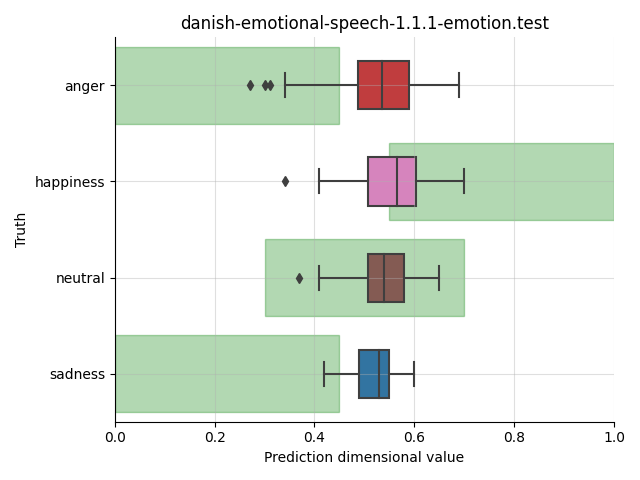 danish-emotional-speech-1.1.1-emotion.test
anger
happiness
neutral
sadness
Truth
0.0 0.2 0.4 0.6 0.8 1.0
Prediction dimensional value